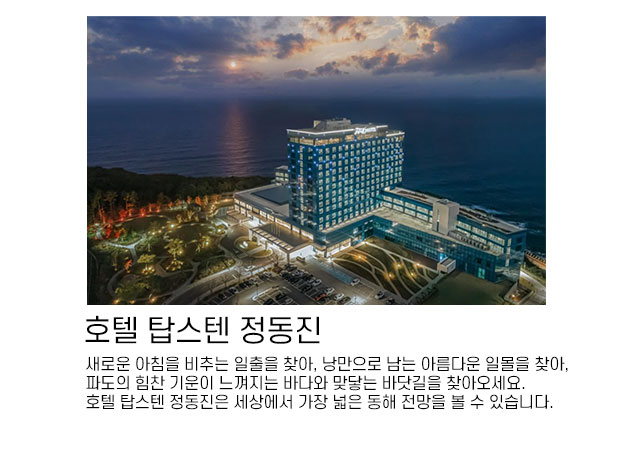 호텔 탑스텐 정동진
새로운 아침을 비추는 일출을 찾아, 낭만으로 남는 아름다운 일몰을 찾아,
파도의 힘찬 기운이 느껴지는 바다와 맞닿는 바닷길을 찾아오세요.
호텔 탑스텐 정동진은 세상에서 가장 넓은 동해 전망을 볼 수 있습니다.